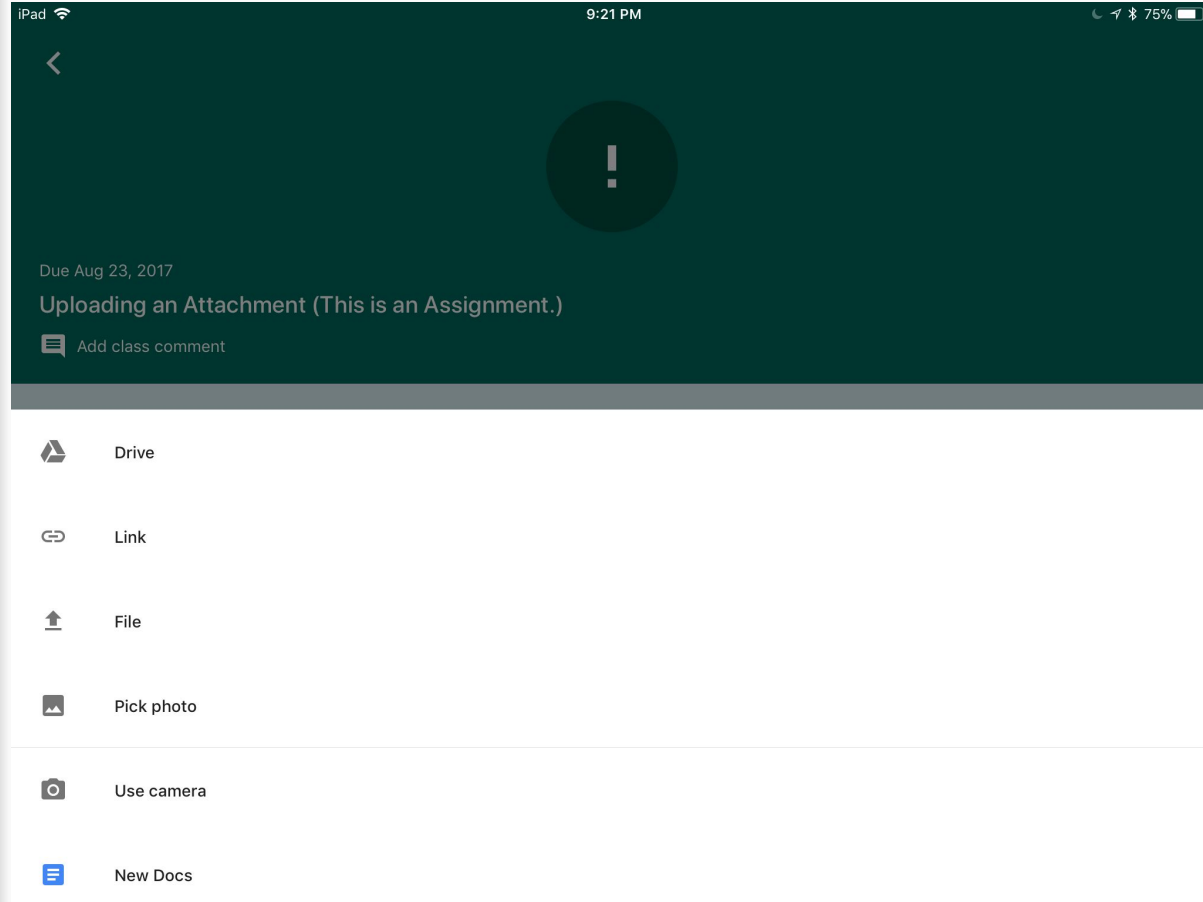 iPad 9:21 PM 75%
!
Due Aug 23, 2017
Uploading an Attachment (This is an Assignment.)
Add class comment
Drive
Link
File
Pick photo
Use camera
New Docs